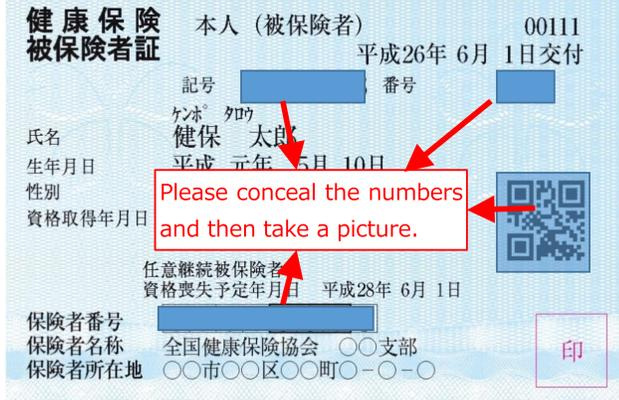 健康保険 本人（被保険者） 00111
被保険者証 平成26年 6月 1日交付
記号 番号
ｹﾝﾎﾟ ﾀﾛｳ
氏名 健保 太郎
生年月日 平成 元年 5月 10日
性別
Please conceal the numbers
資格取得年月日
and then take a picture.
任意継続被保険者
資格喪失予定年月日 平成28年 6月 1日
保険者番号
保険者名称 全国健康保険協会 ○○支部
保険者所在地 ○○市○○区○○町○－○－○
印